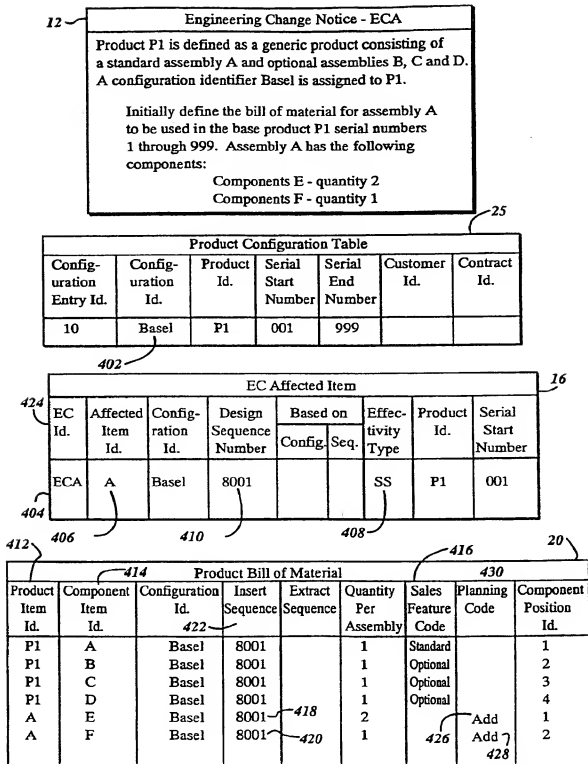 12
Engineering Change Notice - ECA
Product P1 is defined as a generic product consisting of
a standard assembly A and optional assemblies B, C and D.
A configuration identifier Basel is assigned to P1.
Initially define the bill of material for assembly A
to be used in the base product P1 serial numbers
1 through 999. Assembly A has the following
components:
Components E - quantity 2
Components F - quantity 1
25
Product Configuration Table
Config- Config- Product Serial Serial Customer Contract
uration uration Id. Start End Id. Id.
Entry Id. Id. Number Number
10 Basel P1 001 999
402
16
EC Affected Item
424
EC Affected Config- Design Based on Effec- Product Serial
Id. Item ration Sequence Config. Seq. tivity Id. Start
Id. Id. Number Type Number
ECA A Basel 8001 SS P1 001
404
406 410 408
412 414 416 20
Product Bill of Material 430
Product Component Configuration Insert Extract Quantity Sales Planning Component
Item Item Id. Sequence Sequence Per Feature Code Position
Id. Id. 422 Assembly Code Id.
P1 A Basel 8001 1 Standard 1
P1 B Basel 8001 1 Optional 2
P1 C Basel 8001 1 Optional 3
P1 D Basel 8001 1 Optional 4
A E Basel 8001 418 2 Add 1
A F Basel 8001 420 1 426 Add 2
428